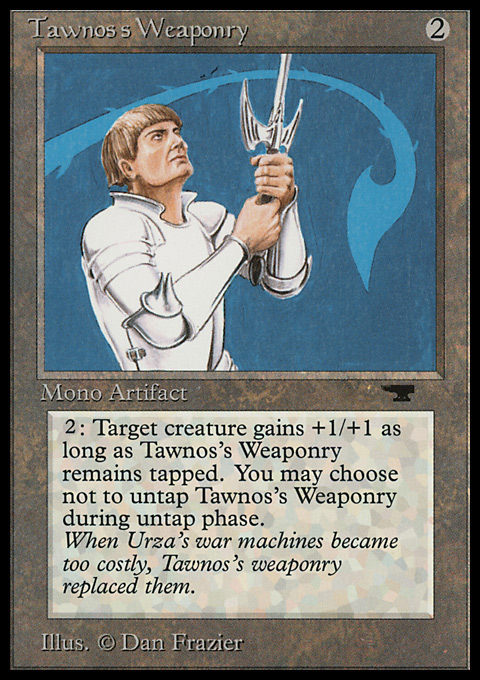 Tawnos's Weaponry
2
Mono Artifact
2: Target creature gains +1/+1 as
long as Tawnos's Weaponry
remains tapped. You may choose
not to untap Tawnos's Weaponry
during untap phase.
When Urza's war machines became
too costly, Tawnos's weaponry
replaced them.
Illus. © Dan Frazier